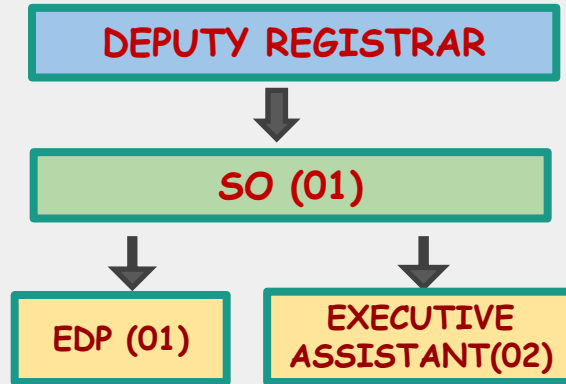 DEPUTY REGISTRAR
SO (01)
EDP (01)
EXECUTIVE
ASSISTANT(02)